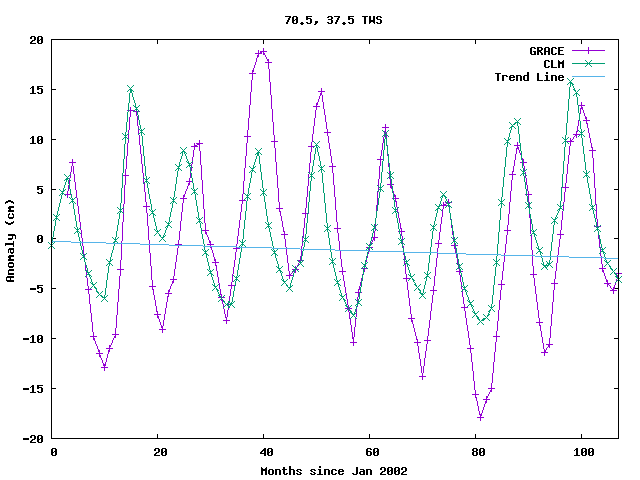 70.5, 37.5 TWS
GRACE
CLM
Trend Line
Anomaly (cm)
20
15
10
5
0
-5
-10
-15
-20
0 20 40 60 80 100
Months since Jan 2002